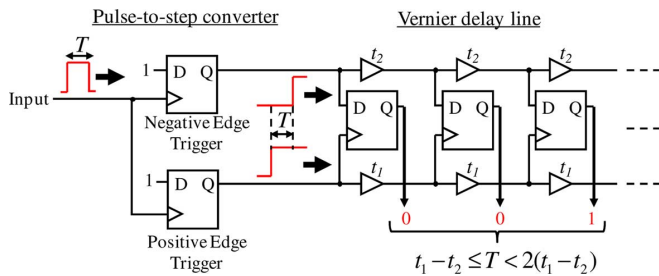 Pulse-to-step converter
Vernier delay line
T
t2 t2 t2
1 D Q
Input
D Q D Q D Q
Negative Edge
Trigger
T
1 D Q
t1 t1 t1
0 0 1
Positive Edge
Trigger
t1 − t2 ≤ T < 2(t1 − t2)